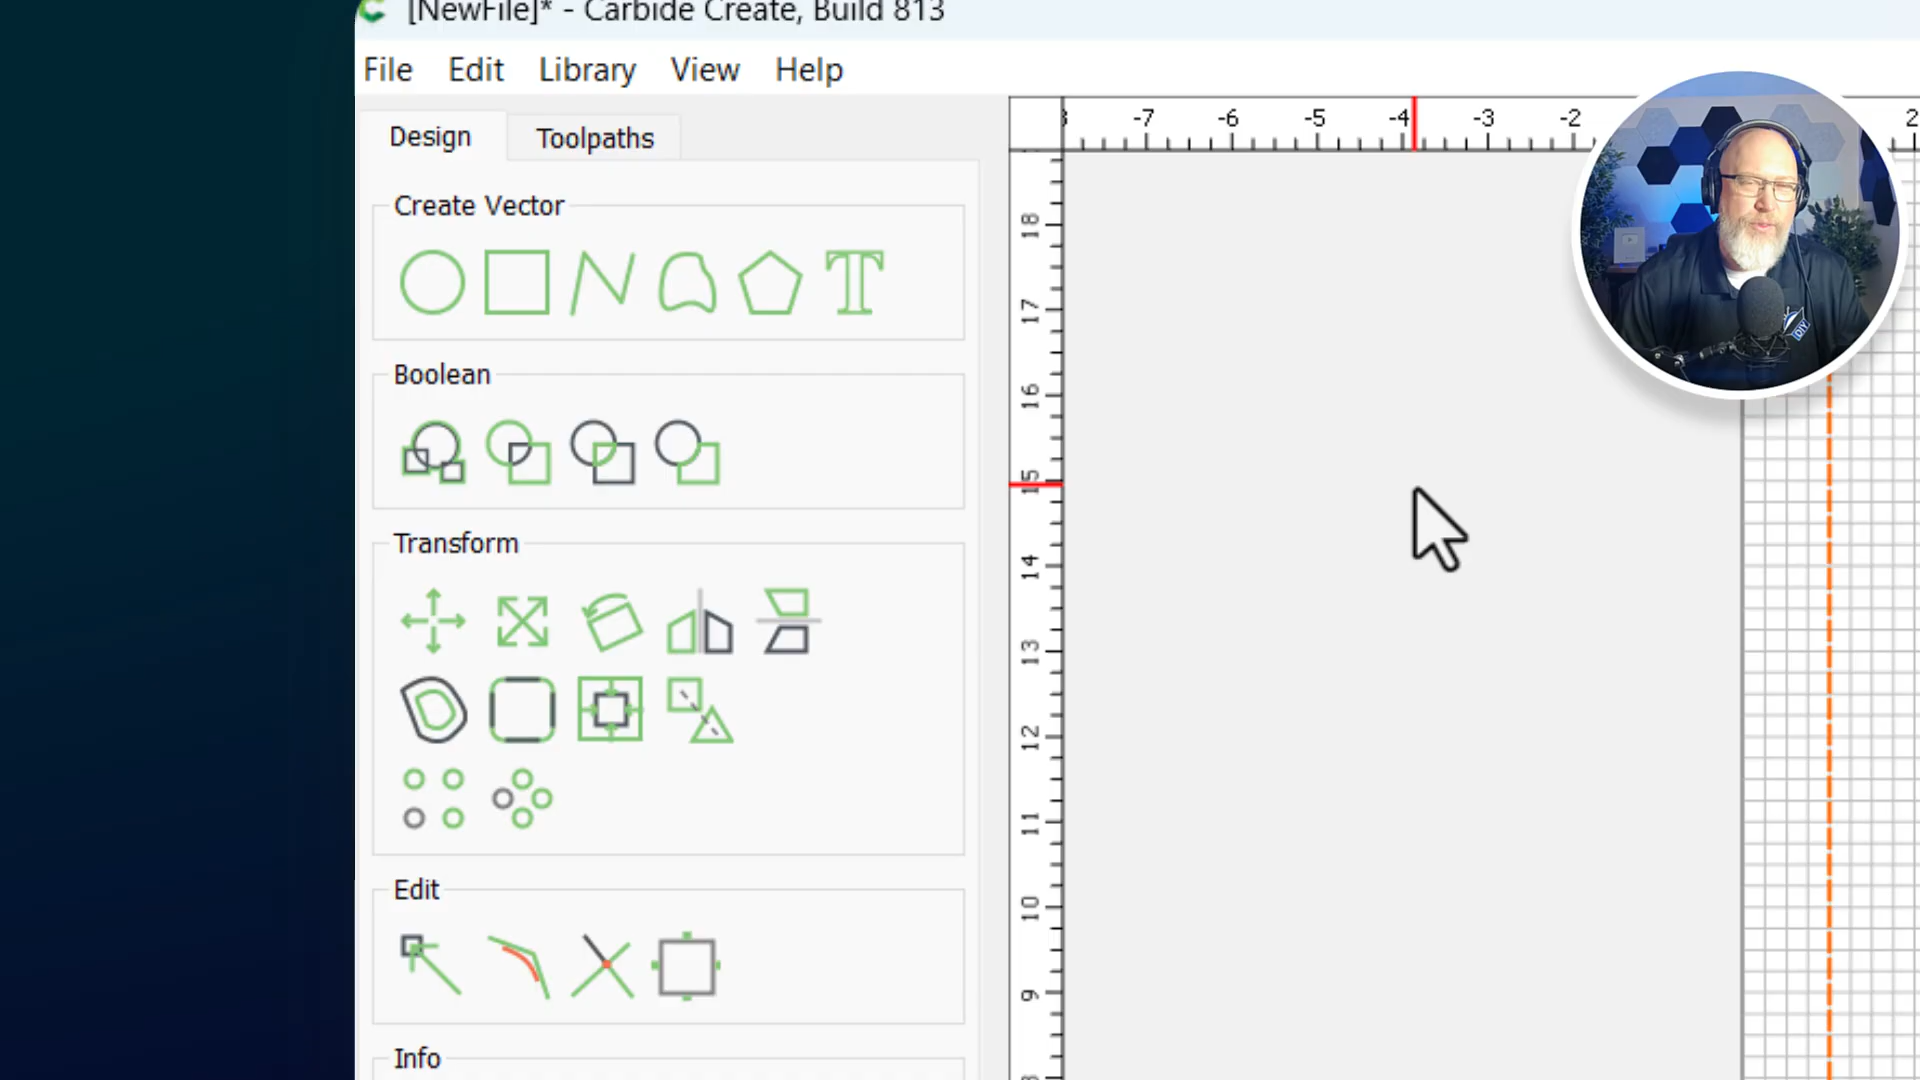 [NewFile]* - Carbide Create, Build 813
File Edit Library View Help
Design Toolpaths
-7 -6 -5 -4 -3 -2 2
Create Vector
Boolean
Transform
Edit
Info
18
17
16
15
14
13
12
11
10
9
DIY